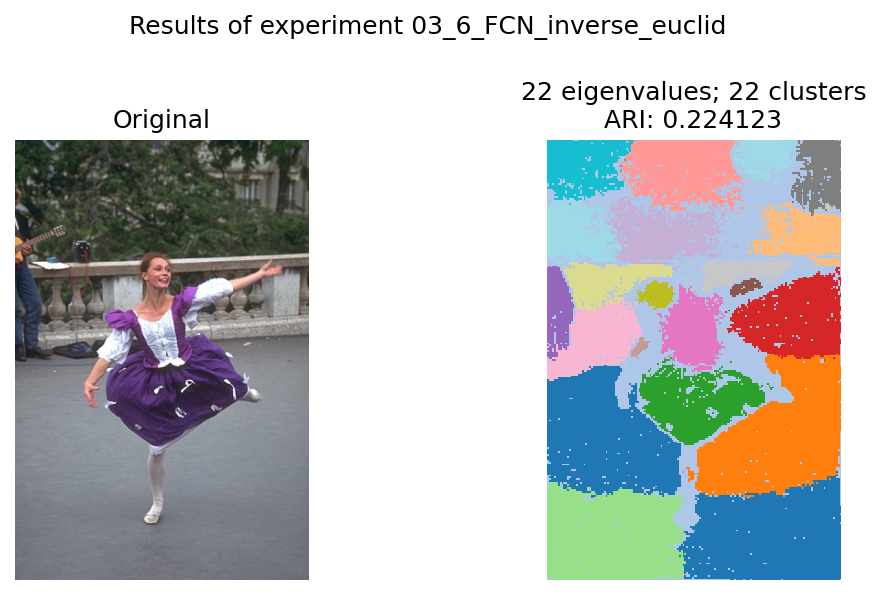 Results of experiment 03_6_FCN_inverse_euclid
Original
22 eigenvalues; 22 clusters
ARI: 0.224123